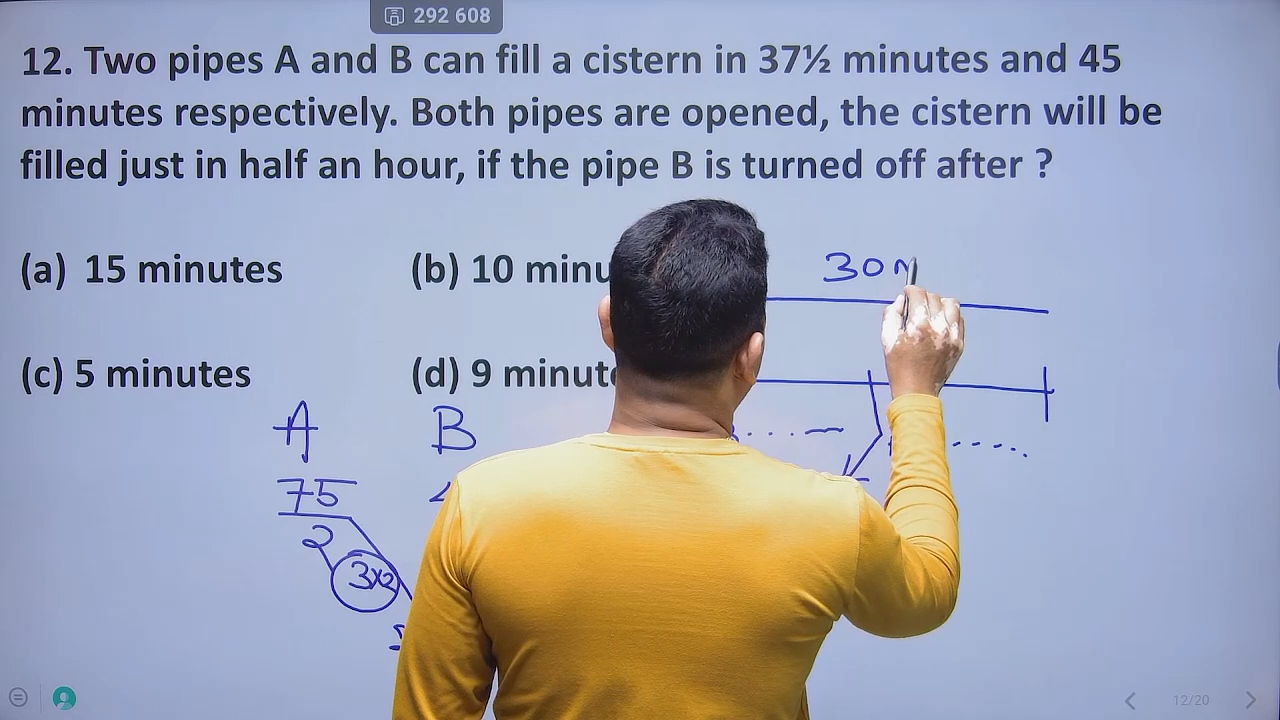 292 608
12. Two pipes A and B can fill a cistern in 37½ minutes and 45
minutes respectively. Both pipes are opened, the cistern will be
filled just in half an hour, if the pipe B is turned off after ?
(a) 15 minutes
(b) 10 minu
30
(c) 5 minutes
(d) 9 minut
A
B
75
2
3x2
12/20